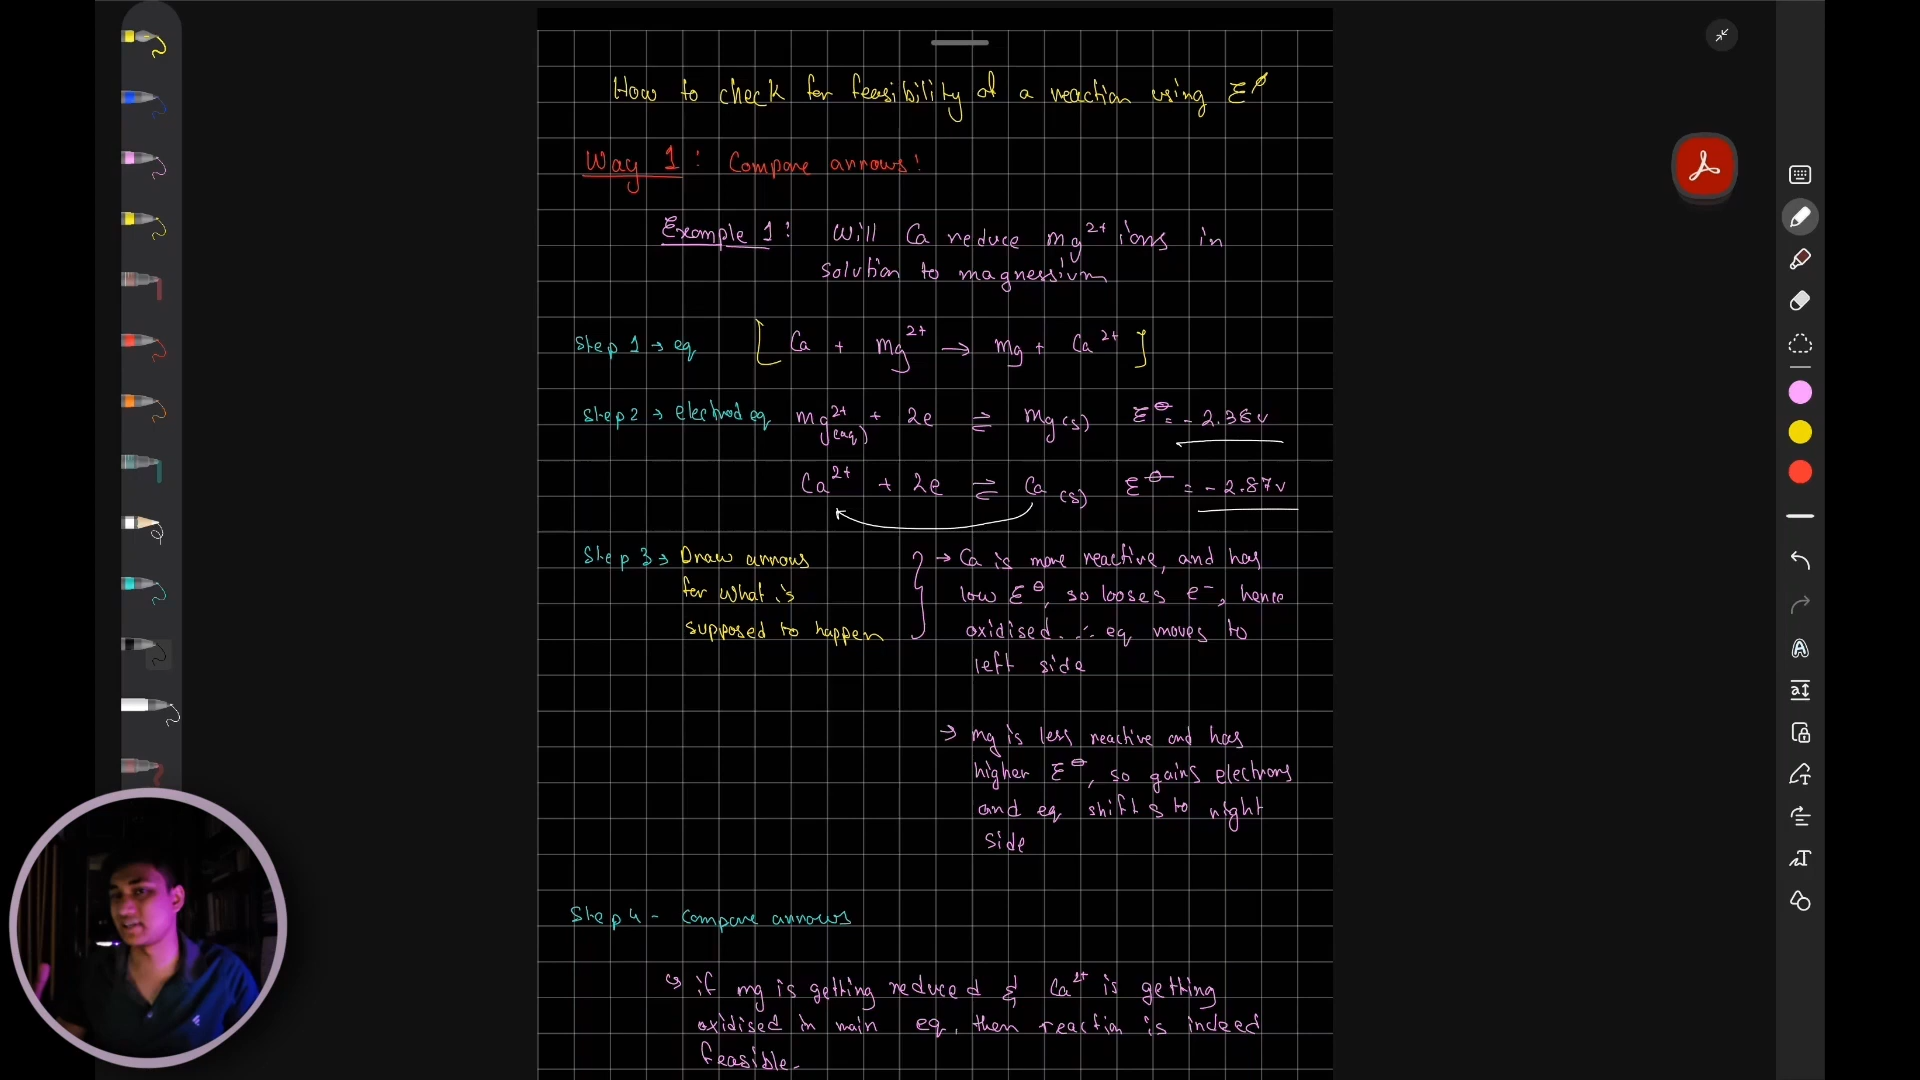 How to check for feasibility of a reaction using E⦵
Way 1: Compare arrows!
Example 1: Will Ca reduce Mg²⁺ ions in
solution to magnessium
Step 1 → eq [ Ca + Mg²⁺ → Mg + Ca²⁺ ]
Step 2 → electrod eq Mg²⁺(aq) + 2e ⇌ Mg(s) E⦵ = - 2.38v
Ca²⁺ + 2e ⇌ Ca(s) E⦵ = - 2.87v
Step 3 → Draw arrows
for what is
supposed to happen
→ Ca is more reactive, and has
low E⦵, so looses e⁻, hence
oxidised. ∴ eq moves to
left side
→ Mg is less reactive and has
higher E⦵, so gains electrons
and eq shifts to right
side
Step 4 - Compare arrows
↪ if Mg is getting reduced & Ca²⁺ is getting
oxidised in main eq, then reaction is indeed
feasible.